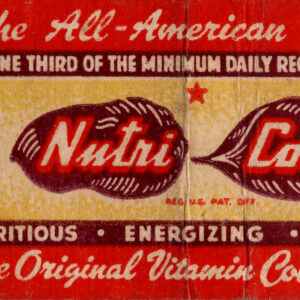 he All-American
NE THIRD OF THE MINIMUM DAILY REQ
Nutri Co
REG. U.S. PAT. OFF.
RITIOUS • ENERGIZING •
e Original Vitamin Co